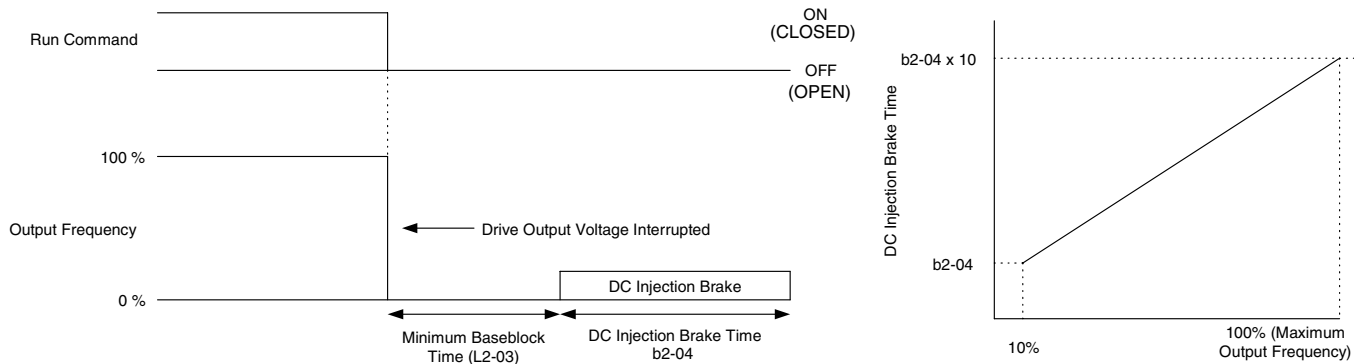 Run Command
ON
(CLOSED)
OFF
(OPEN)
100 %
Output Frequency
Drive Output Voltage Interrupted
0 %
DC Injection Brake
Minimum Baseblock
Time (L2-03)
DC Injection Brake Time
b2-04
b2-04 x 10
DC Injection Brake Time
b2-04
10%
100% (Maximum
Output Frequency)